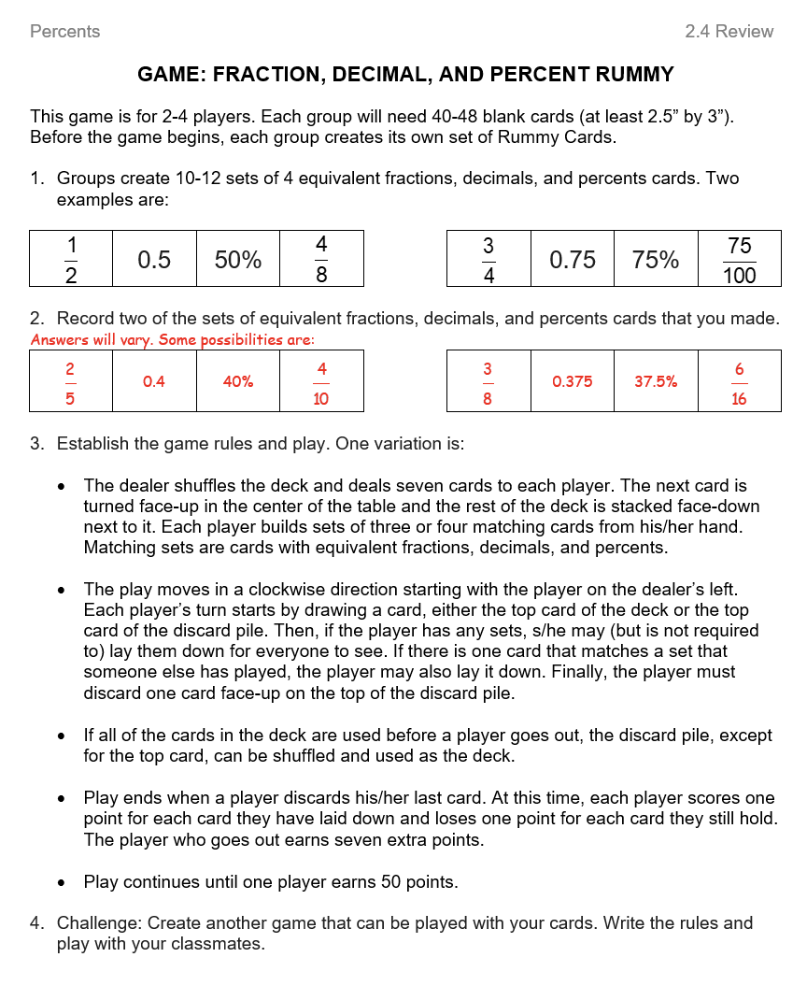 Percents 2.4 Review
GAME: FRACTION, DECIMAL, AND PERCENT RUMMY
This game is for 2-4 players. Each group will need 40-48 blank cards (at least 2.5” by 3”).
Before the game begins, each group creates its own set of Rummy Cards.
1. Groups create 10-12 sets of 4 equivalent fractions, decimals, and percents cards. Two
examples are:
1/2 0.5 50% 4/8 3/4 0.75 75% 75/100
2. Record two of the sets of equivalent fractions, decimals, and percents cards that you made.
Answers will vary. Some possibilities are:
2/5 0.4 40% 4/10 3/8 0.375 37.5% 6/16
3. Establish the game rules and play. One variation is:
• The dealer shuffles the deck and deals seven cards to each player. The next card is
turned face-up in the center of the table and the rest of the deck is stacked face-down
next to it. Each player builds sets of three or four matching cards from his/her hand.
Matching sets are cards with equivalent fractions, decimals, and percents.
• The play moves in a clockwise direction starting with the player on the dealer’s left.
Each player’s turn starts by drawing a card, either the top card of the deck or the top
card of the discard pile. Then, if the player has any sets, s/he may (but is not required
to) lay them down for everyone to see. If there is one card that matches a set that
someone else has played, the player may also lay it down. Finally, the player must
discard one card face-up on the top of the discard pile.
• If all of the cards in the deck are used before a player goes out, the discard pile, except
for the top card, can be shuffled and used as the deck.
• Play ends when a player discards his/her last card. At this time, each player scores one
point for each card they have laid down and loses one point for each card they still hold.
The player who goes out earns seven extra points.
• Play continues until one player earns 50 points.
4. Challenge: Create another game that can be played with your cards. Write the rules and
play with your classmates.